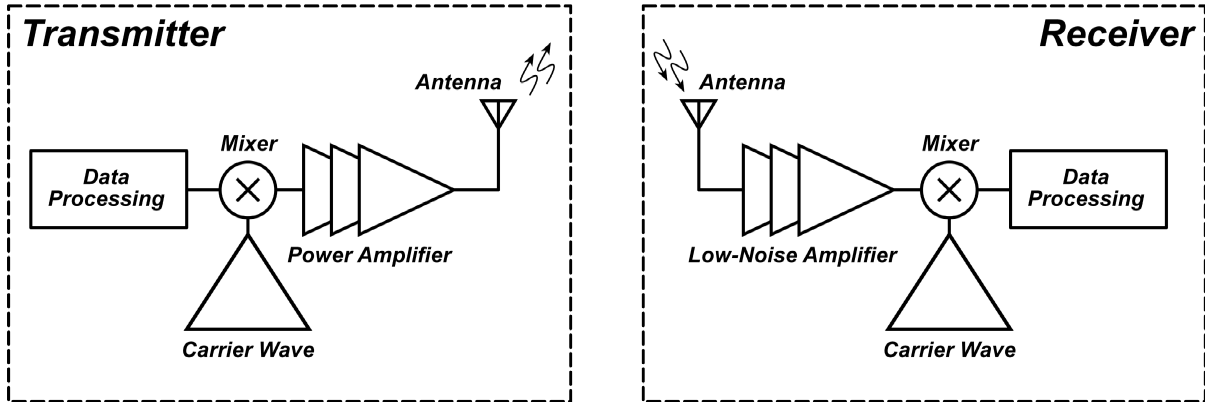 Transmitter
Antenna
Mixer
Data
Processing
Power Amplifier
Carrier Wave
Receiver
Antenna
Mixer
Data
Processing
Low-Noise Amplifier
Carrier Wave